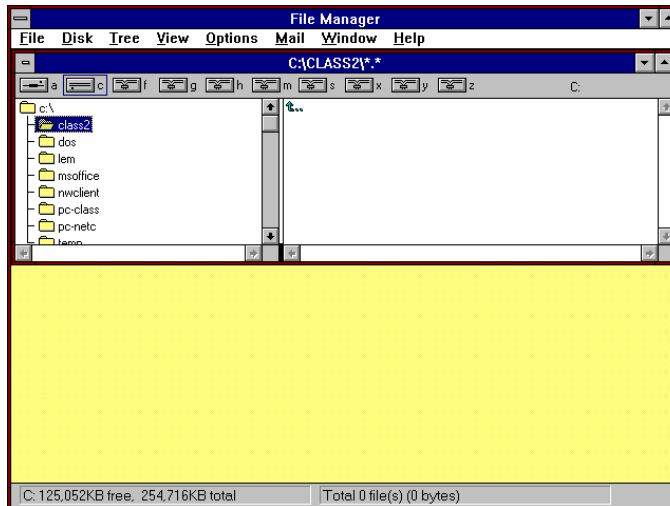 File Manager
File Disk Tree View Options Mail Window Help
C:\CLASS2\*.*
a c f g h m s x y z C:
c:\
..
class2
dos
lem
msoffice
nwclient
pc-class
pc-netc
temp
C: 125,052KB free, 254,716KB total Total 0 file(s) (0 bytes)